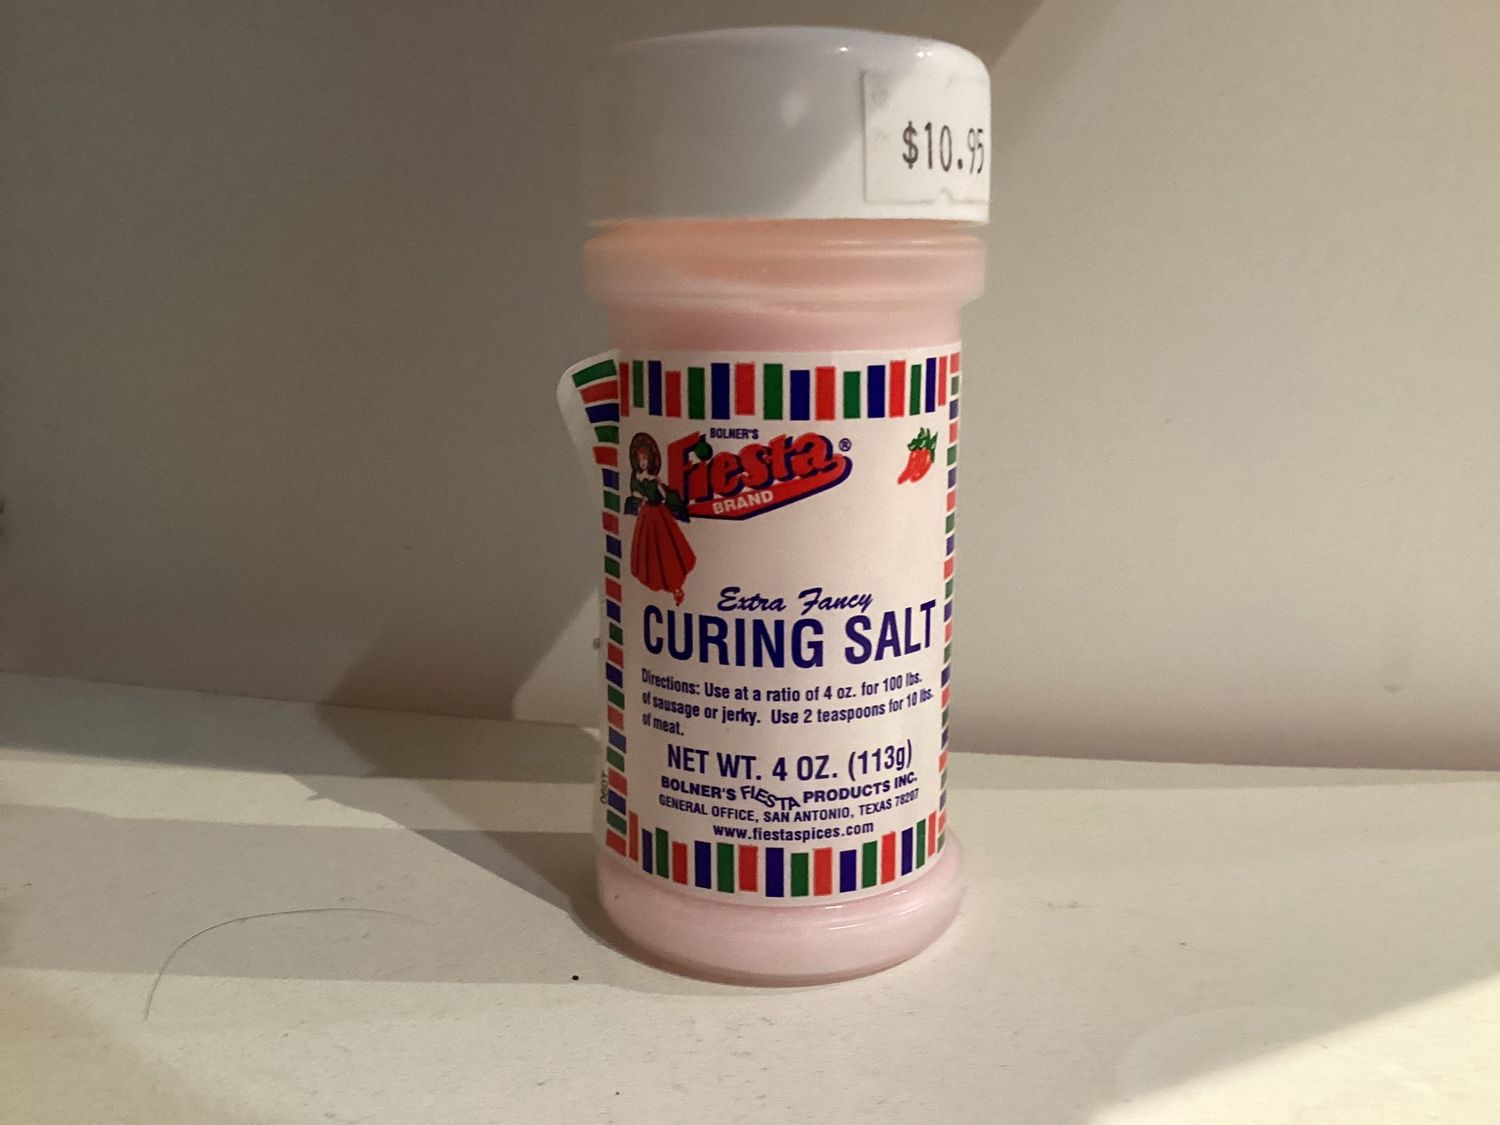 $10.95
BOLNER'S
Fiesta®
BRAND
Extra Fancy
CURING SALT
Directions: Use at a ratio of 4 oz. for 100 lbs.
of sausage or jerky. Use 2 teaspoons for 10 lbs.
of meat.
NET WT. 4 OZ. (113g)
BOLNER'S FIESTA PRODUCTS INC.
GENERAL OFFICE, SAN ANTONIO, TEXAS 78207
www.fiestaspices.com